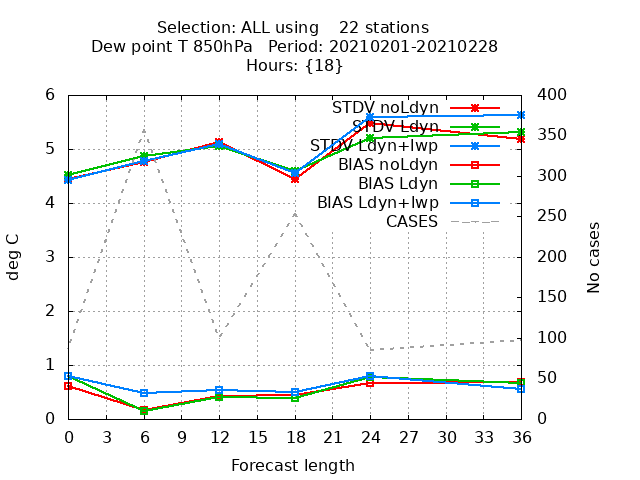 Selection: ALL using 22 stations
Dew point T 850hPa Period: 20210201-20210228
Hours: {18}
6
5
4
3
2
1
0
deg C
400
350
300
250
200
150
100
50
0
No cases
STDV noLdyn
STDV Ldyn
STDV Ldyn+lwp
BIAS noLdyn
BIAS Ldyn
BIAS Ldyn+lwp
CASES
0 3 6 9 12 15 18 21 24 27 30 33 36
Forecast length